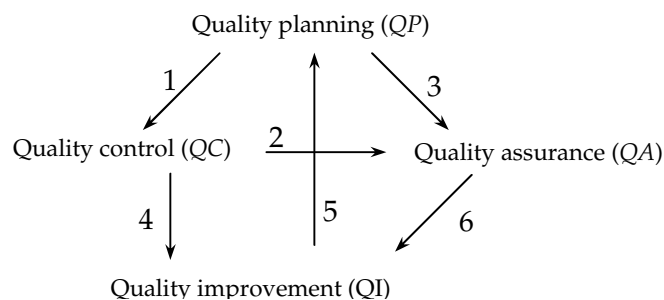 Quality planning (QP)
1
3
Quality control (QC)
2
Quality assurance (QA)
4
5
6
Quality improvement (QI)